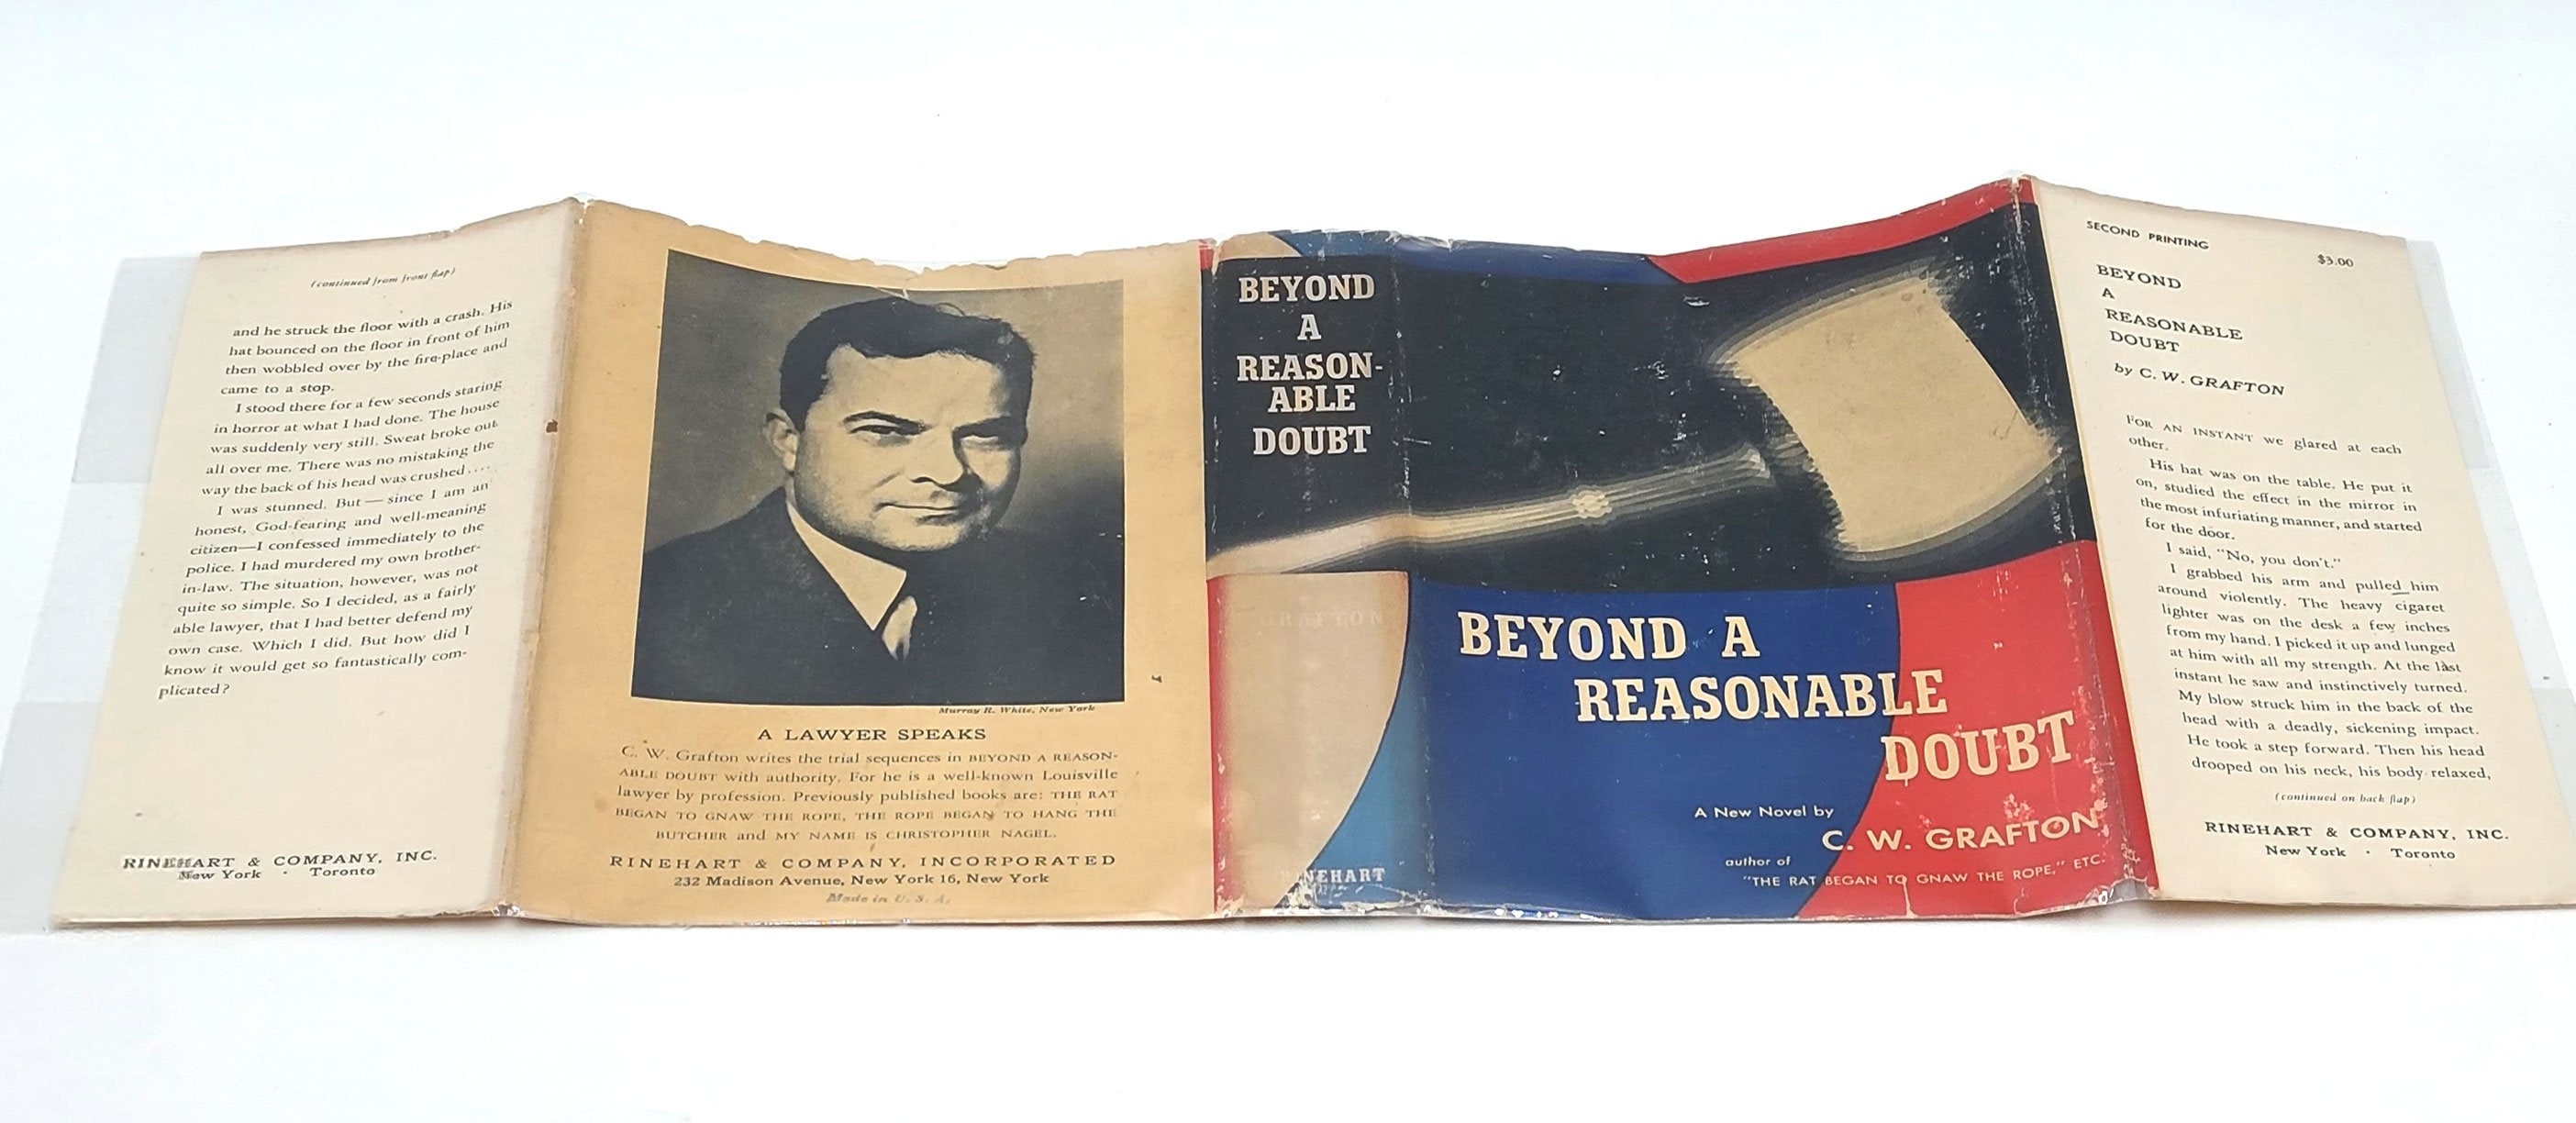 (continued from front flap)
and he struck the floor with a crash. His
hat bounced on the floor in front of him
then wobbled over by the fire-place and
came to a stop.
I stood there for a few seconds staring
in horror at what I had done. The house
was suddenly very still. Sweat broke out
all over me. There was no mistaking the
way the back of his head was crushed....
I was stunned. But — since I am an
honest, God-fearing and well-meaning
citizen—I confessed immediately to the
police. I had murdered my own brother-
in-law. The situation, however, was not
quite so simple. So I decided, as a fairly
able lawyer, that I had better defend my
own case. Which I did. But how did I
know it would get so fantastically com-
plicated?
RINEHART & COMPANY, INC.
New York · Toronto
Murray R. White, New York
A LAWYER SPEAKS
C. W. Grafton writes the trial sequences in BEYOND A REASON-
ABLE DOUBT with authority. For he is a well-known Louisville
lawyer by profession. Previously published books are: THE RAT
BEGAN TO GNAW THE ROPE, THE ROPE BEGAN TO HANG THE
BUTCHER and MY NAME IS CHRISTOPHER NAGEL.
RINEHART & COMPANY, INCORPORATED
232 Madison Avenue, New York 16, New York
Made in U. S. A.
BEYOND
A
REASON-
ABLE
DOUBT
RINEHART
BEYOND A
REASONABLE
DOUBT
A New Novel by
C. W. GRAFTON
author of
"THE RAT BEGAN TO GNAW THE ROPE," ETC.
SECOND PRINTING
$3.00
BEYOND
A
REASONABLE
DOUBT
by C. W. GRAFTON
FOR AN INSTANT we glared at each
other.
His hat was on the table. He put it
on, studied the effect in the mirror in
the most infuriating manner, and started
for the door.
I said, "No, you don't."
I grabbed his arm and pulled him
around violently. The heavy cigaret
lighter was on the desk a few inches
from my hand. I picked it up and lunged
at him with all my strength. At the last
instant he saw and instinctively turned.
My blow struck him in the back of the
head with a deadly, sickening impact.
He took a step forward. Then his head
drooped on his neck, his body relaxed,
(continued on back flap)
RINEHART & COMPANY, INC.
New York · Toronto